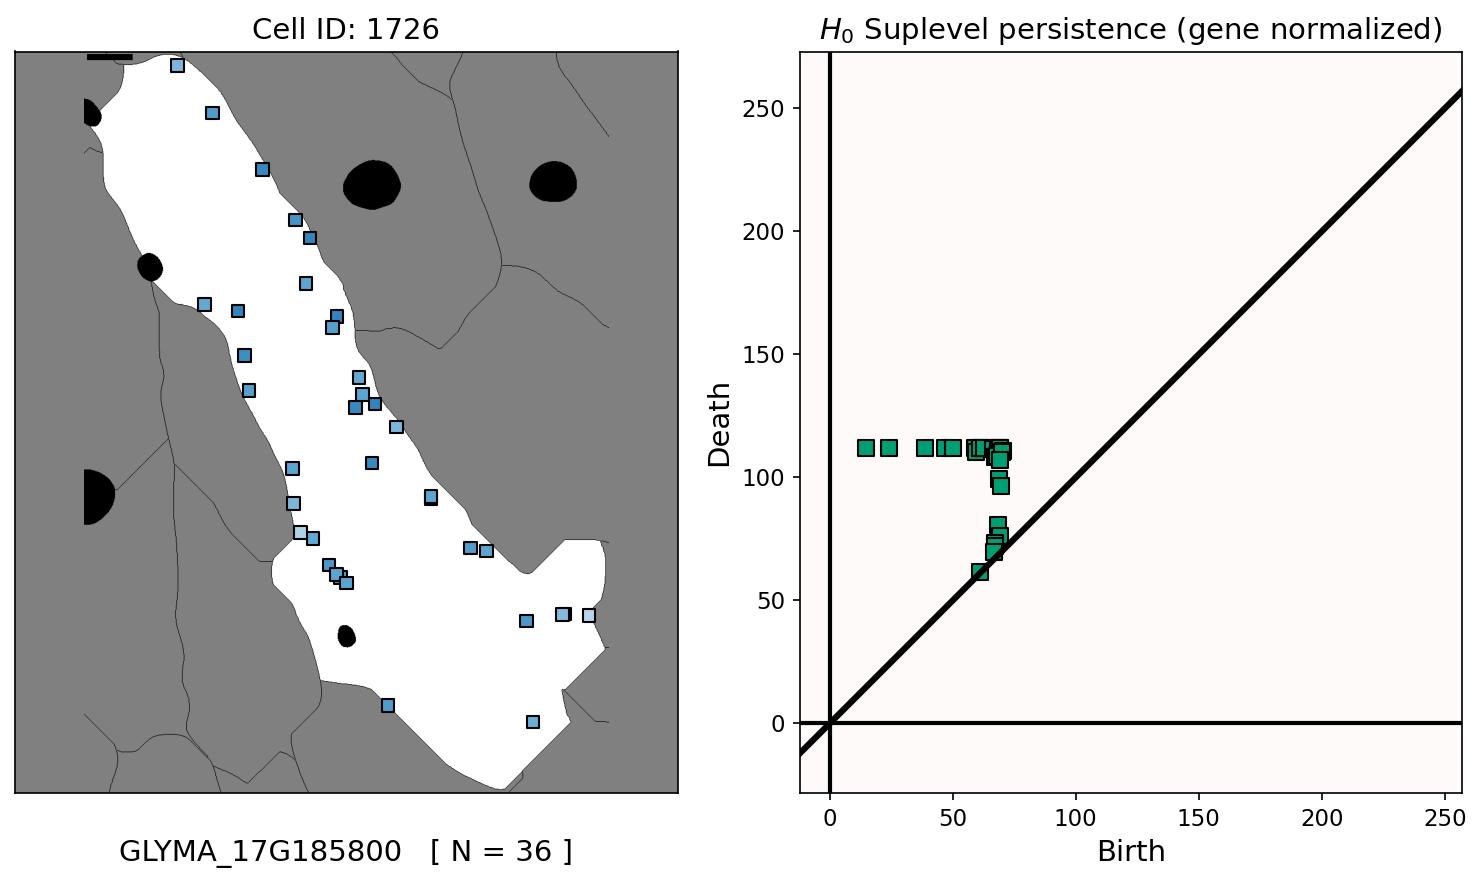 Cell ID: 1726
GLYMA_17G185800 [ N = 36 ]
H₀ Suplevel persistence (gene normalized)
250
200
150
100
50
0
Death
0 50 100 150 200 250
Birth